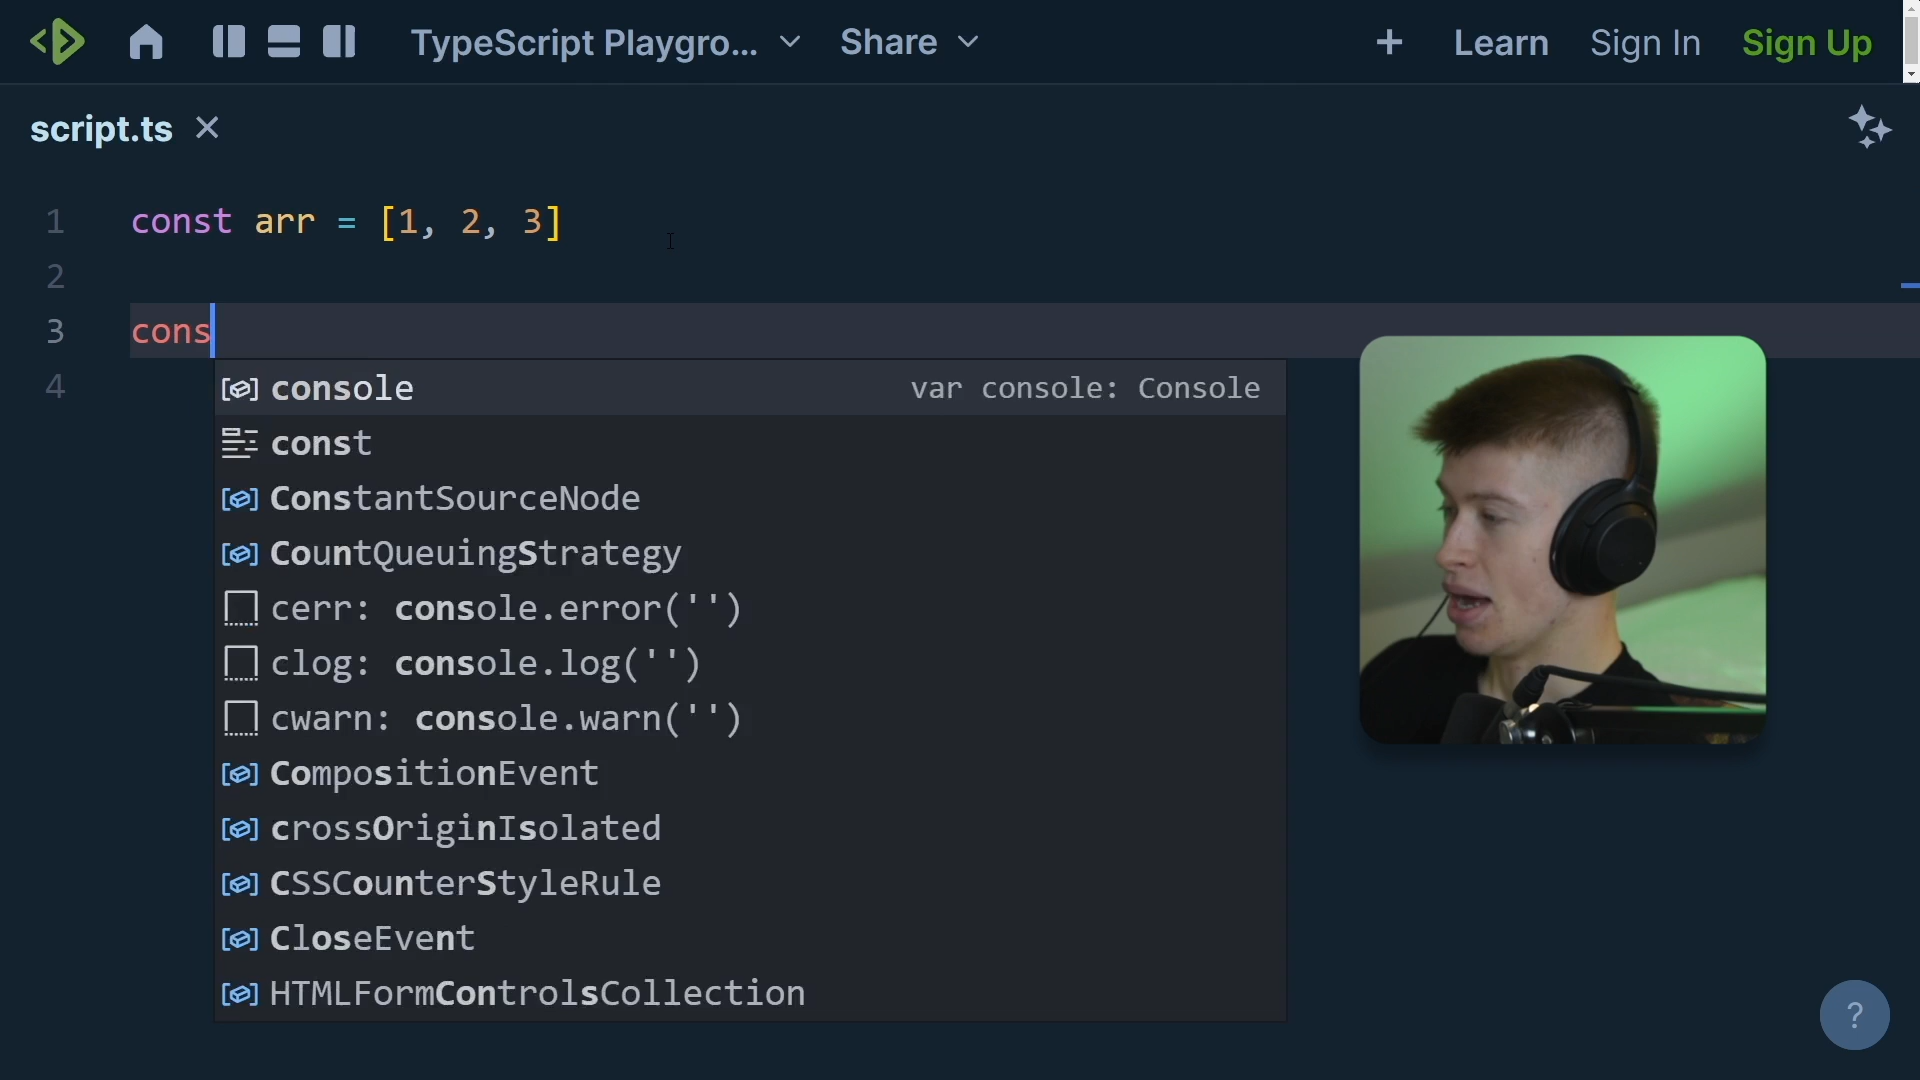 TypeScript Playgro... Share + Learn Sign In Sign Up
script.ts
1 const arr = [1, 2, 3]
2
3 cons
4
console var console: Console
const
ConstantSourceNode
CountQueuingStrategy
cerr: console.error('')
clog: console.log('')
cwarn: console.warn('')
CompositionEvent
crossOriginIsolated
CSSCounterStyleRule
CloseEvent
HTMLFormControlsCollection
?